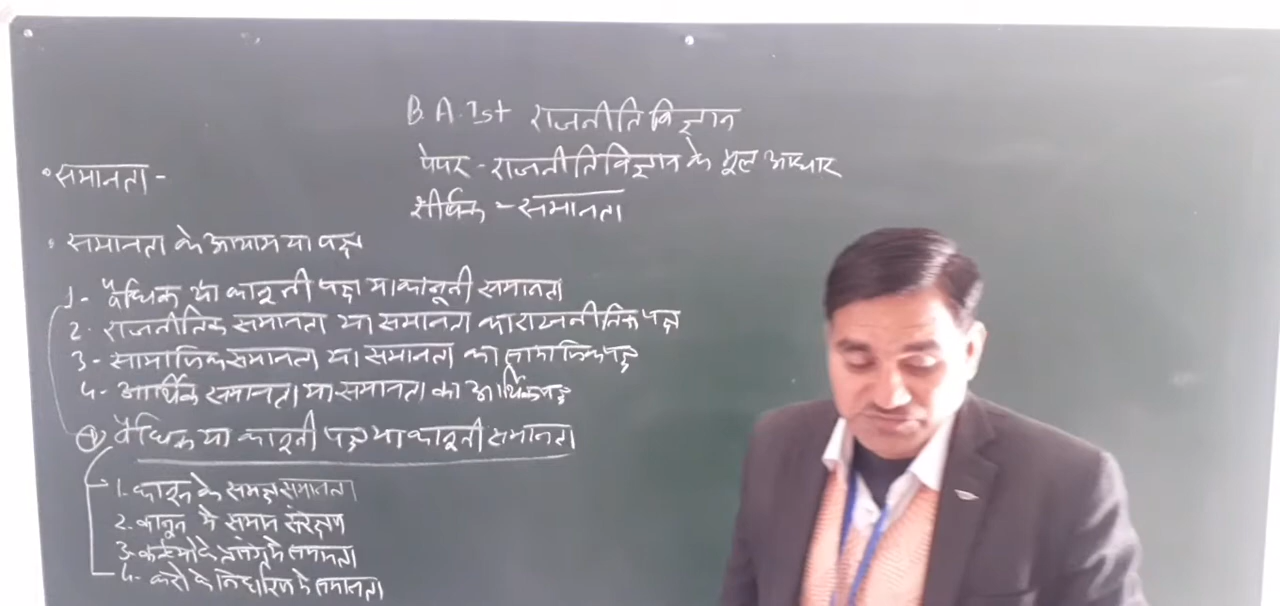 B.A.Ist राजनीति विज्ञान
पेपर - राजनीति विज्ञान के मूल आधार
शीर्षक - समानता
समानता -
समानता के आयाम या पक्ष
1- वैधिक या कानूनी पक्ष या कानूनी समानता
2. राजनीतिक समानता या समानता का राजनीतिक पक्ष
3- सामाजिक समानता या समानता का सामाजिक पक्ष
4- आर्थिक समानता या समानता का आर्थिक पक्ष
① वैधिक या कानूनी पक्ष या कानूनी समानता
1. कानून के समक्ष समानता
2. कानून में समान संरक्षण
3- के में समानता
4- करों के निर्धारण में समानता